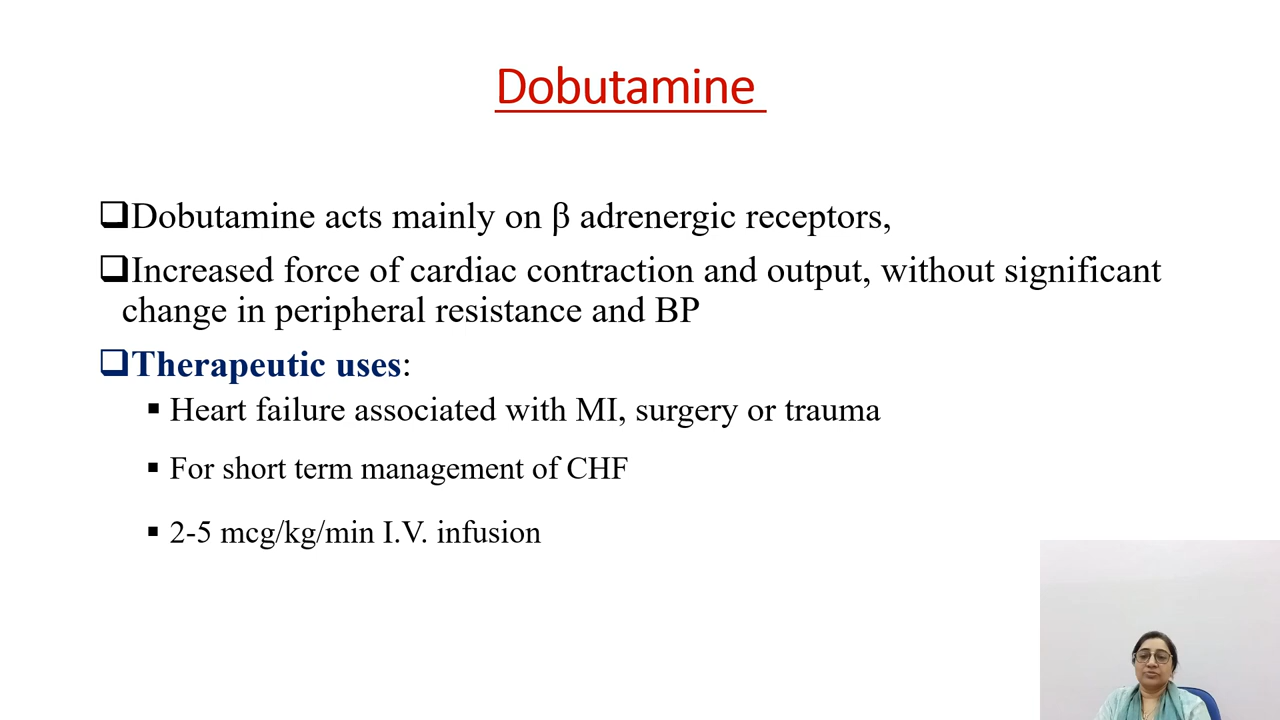 Dobutamine
❑Dobutamine acts mainly on β adrenergic receptors,
❑Increased force of cardiac contraction and output, without significant
change in peripheral resistance and BP
❑Therapeutic uses:
▪ Heart failure associated with MI, surgery or trauma
▪ For short term management of CHF
▪ 2-5 mcg/kg/min I.V. infusion